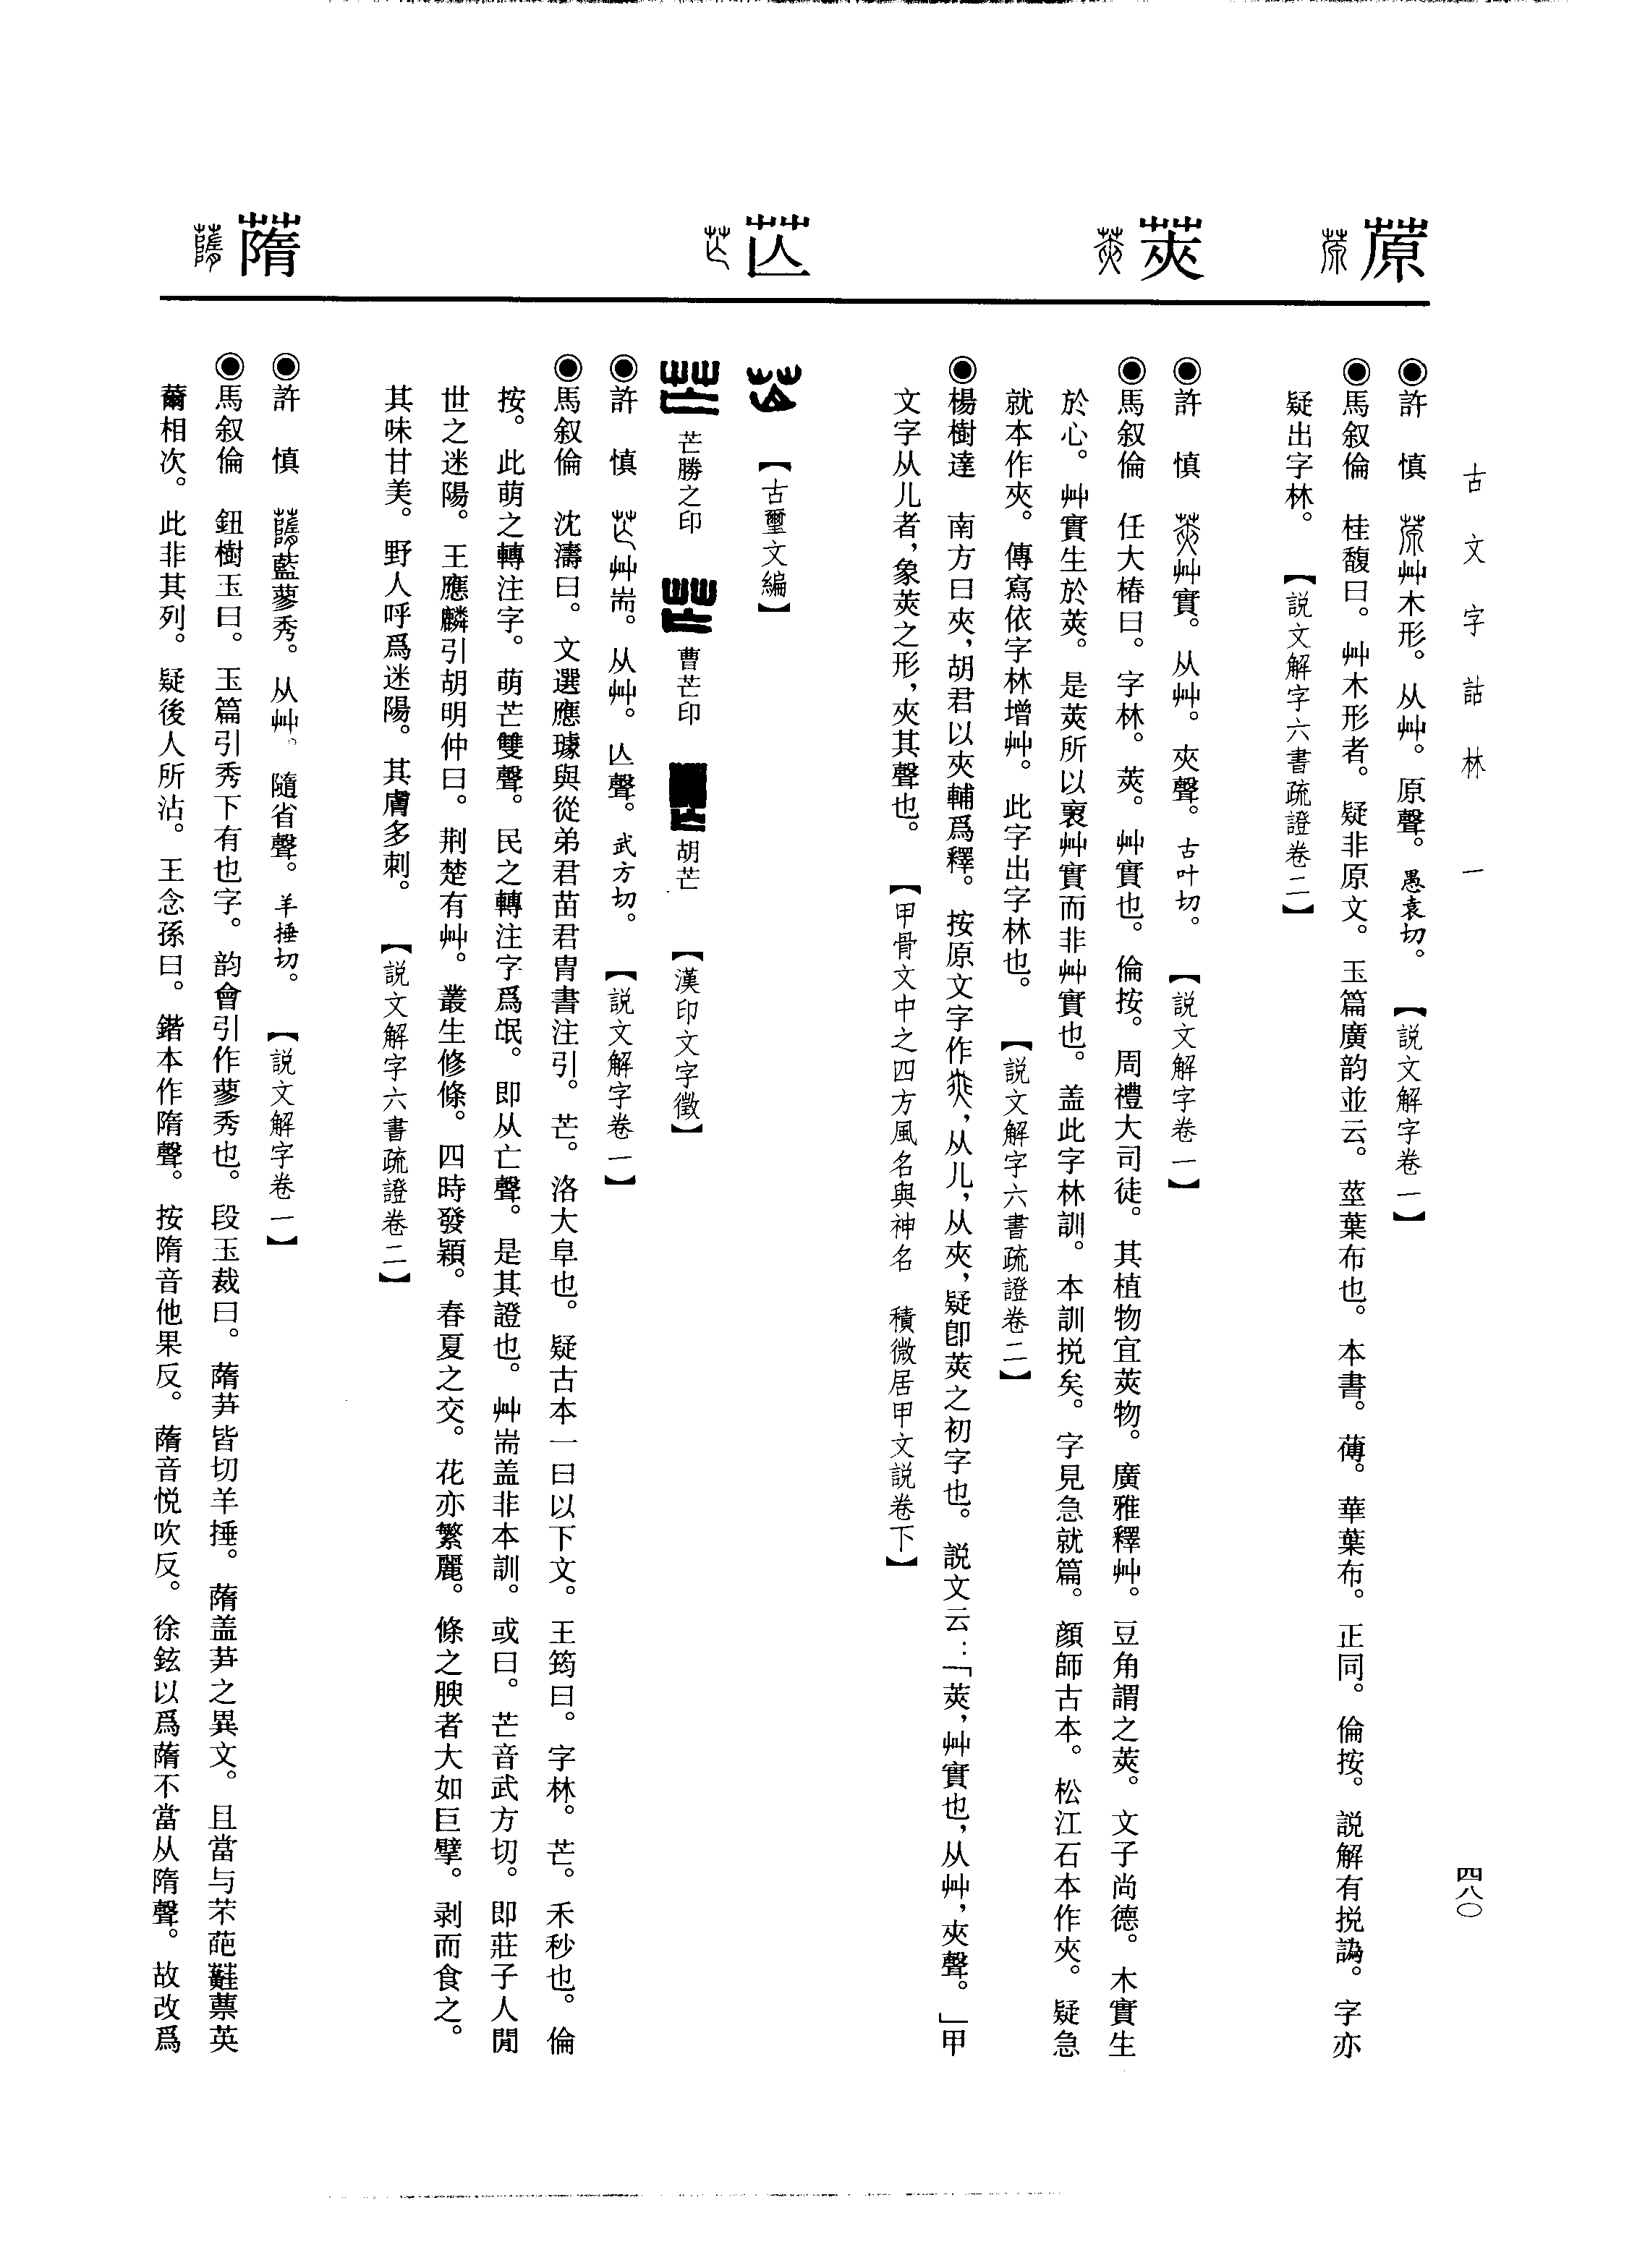 古文字詁林 一
四八〇
蒝
◉許 慎 艸木形。从艸。原聲。愚袁切。【説文解字卷一】
◉馬叙倫 桂馥曰。艸木形者。疑非原文。玉篇廣韵並云。莖葉布也。本書。蒪。華葉布。正同。倫按。説解有挩譌。字亦
疑出字林。【説文解字六書疏證卷二】
莢
◉許 慎 艸實。从艸。夾聲。古叶切。【説文解字卷一】
◉馬叙倫 任大椿曰。字林。莢。艸實也。倫按。周禮大司徒。其植物宜莢物。廣雅釋艸。豆角謂之莢。文子尚德。木實生
於心。艸實生於莢。是莢所以裹艸實而非艸實也。盖此字林訓。本訓挩矣。字見急就篇。顔師古本。松江石本作夾。疑急
就本作夾。傳寫依字林增艸。此字出字林也。【説文解字六書疏證卷二】
◉楊樹達 南方曰夾，胡君以夾輔爲釋。按原文字作，从儿，从夾，疑卽莢之初字也。説文云：「莢，艸實也，从艸，夾聲。」甲
文字从儿者，象莢之形，夾其聲也。【甲骨文中之四方風名與神名 積微居甲文説卷下】
芒
【古璽文編】
芒勝之印 曹芒印 胡芒 【漢印文字徵】
◉許 慎 艸耑。从艸。亾聲。武方切。【説文解字卷一】
◉馬叙倫 沈濤曰。文選應璩與從弟君苗君胄書注引。芒。洛大阜也。疑古本一曰以下文。王筠曰。字林。芒。禾秒也。倫
按。此萌之轉注字。萌芒雙聲。民之轉注字爲氓。即从亡聲。是其證也。艸耑盖非本訓。或曰。芒音武方切。即莊子人閒
世之迷陽。王應麟引胡明仲曰。荆楚有艸。叢生修條。四時發穎。春夏之交。花亦繁麗。條之腴者大如巨擘。剥而食之。
其味甘美。野人呼爲迷陽。其膚多刺。【説文解字六書疏證卷二】
蓨
◉許 慎 藍蓼秀。从艸。隨省聲。羊捶切。【説文解字卷一】
◉馬叙倫 鈕樹玉曰。玉篇引秀下有也字。韵會引作蓼秀也。段玉裁曰。蓨芛皆切羊捶。蓨盖芛之異文。且當与芣葩蘳蔈英
薾相次。此非其列。疑後人所沾。王念孫曰。鍇本作隋聲。按隋音他果反。蓨音悦吹反。徐鉉以爲蓨不當从隋聲。故改爲